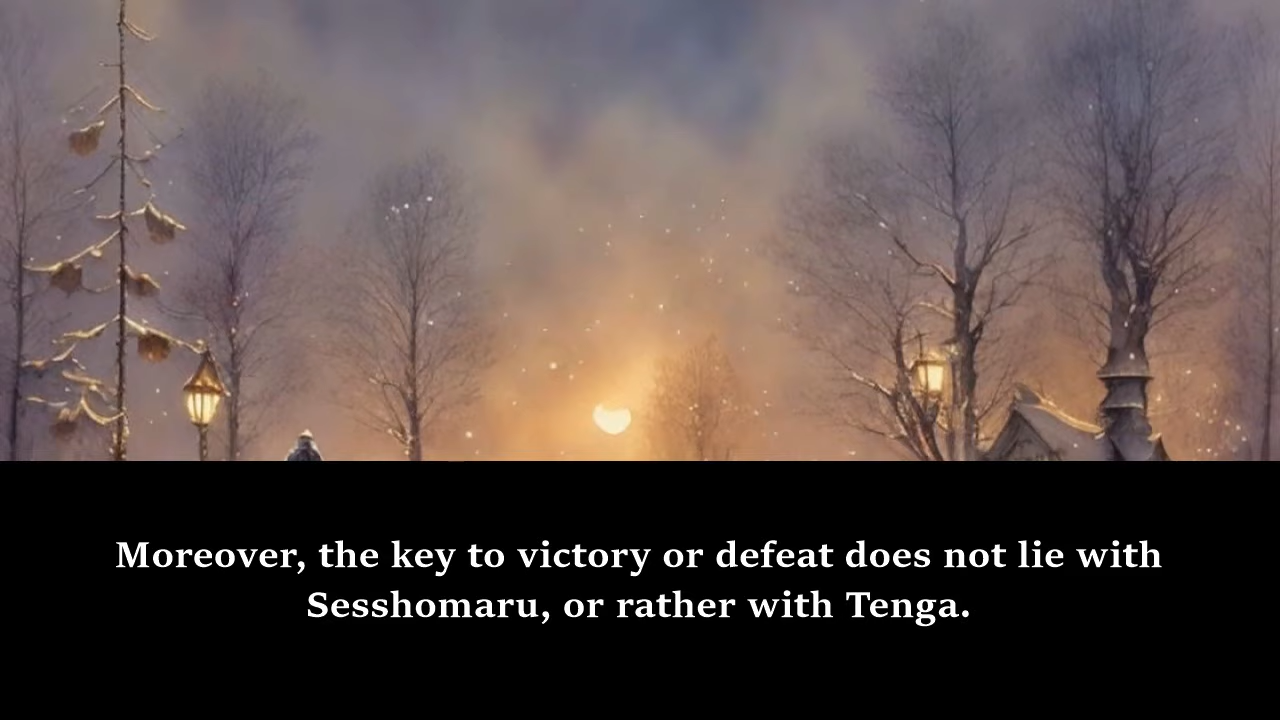 Moreover, the key to victory or defeat does not lie with
Sesshomaru, or rather with Tenga.